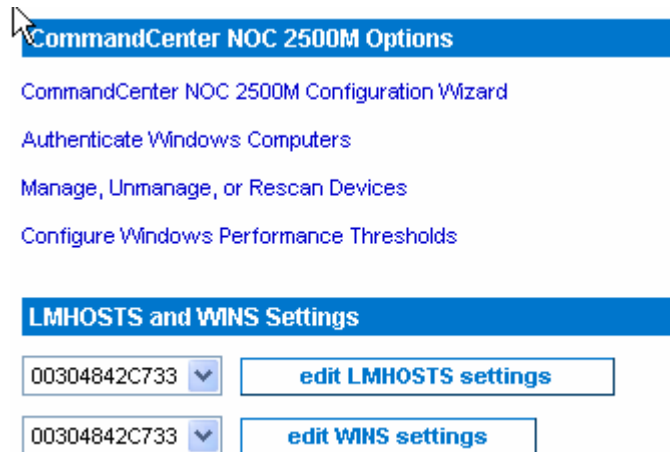 CommandCenter NOC 2500M Options
CommandCenter NOC 2500M Configuration Wizard
Authenticate Windows Computers
Manage, Unmanage, or Rescan Devices
Configure Windows Performance Thresholds
LMHOSTS and WINS Settings
00304842C733 edit LMHOSTS settings
00304842C733 edit WINS settings